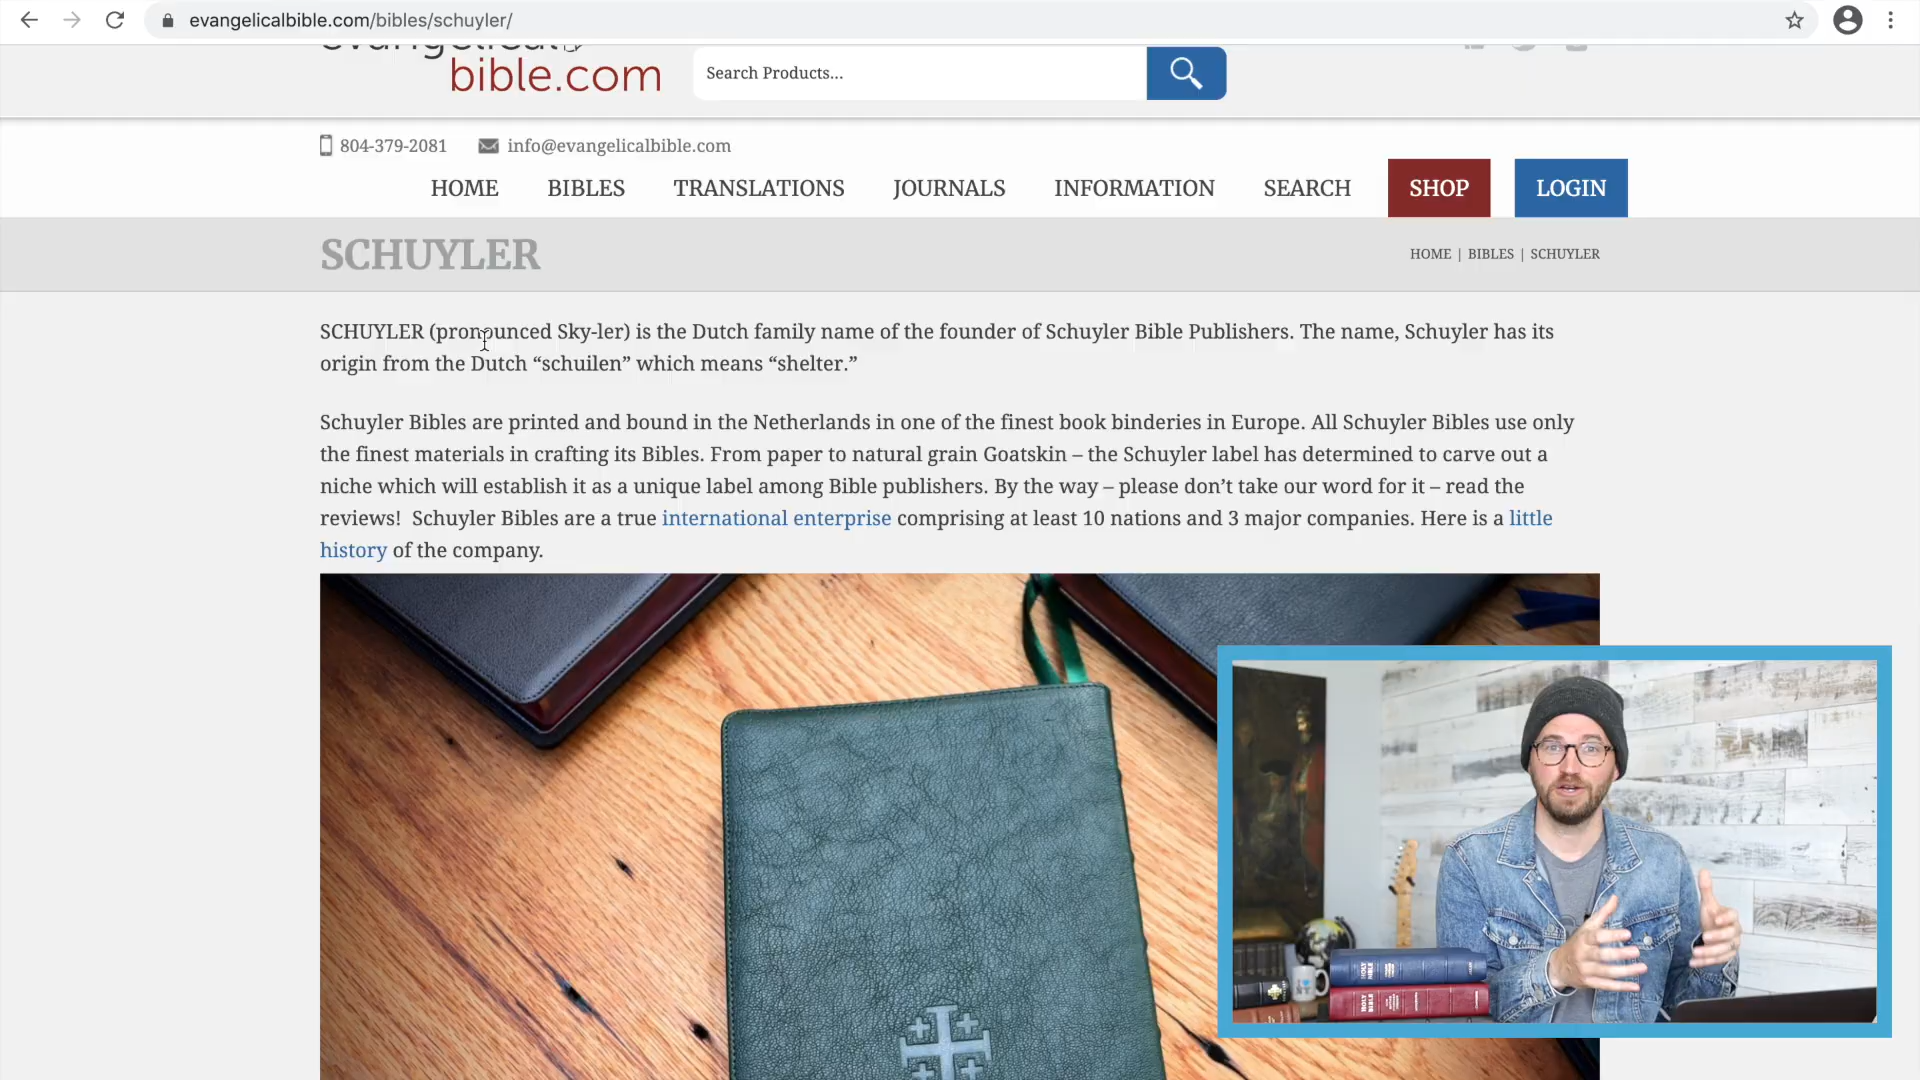 evangelicalbible.com/bibles/schuyler/
evangelical
bible.com
Search Products...
804-379-2081
info@evangelicalbible.com
HOME
BIBLES
TRANSLATIONS
JOURNALS
INFORMATION
SEARCH
SHOP
LOGIN
SCHUYLER
HOME | BIBLES | SCHUYLER
SCHUYLER (pronounced Sky-ler) is the Dutch family name of the founder of Schuyler Bible Publishers. The name, Schuyler has its
origin from the Dutch “schuilen” which means “shelter.”
Schuyler Bibles are printed and bound in the Netherlands in one of the finest book binderies in Europe. All Schuyler Bibles use only
the finest materials in crafting its Bibles. From paper to natural grain Goatskin – the Schuyler label has determined to carve out a
niche which will establish it as a unique label among Bible publishers. By the way – please don’t take our word for it – read the
reviews!  Schuyler Bibles are a true international enterprise comprising at least 10 nations and 3 major companies. Here is a little
history of the company.
HOLY BIBLE
HOLY BIBLE
I NY